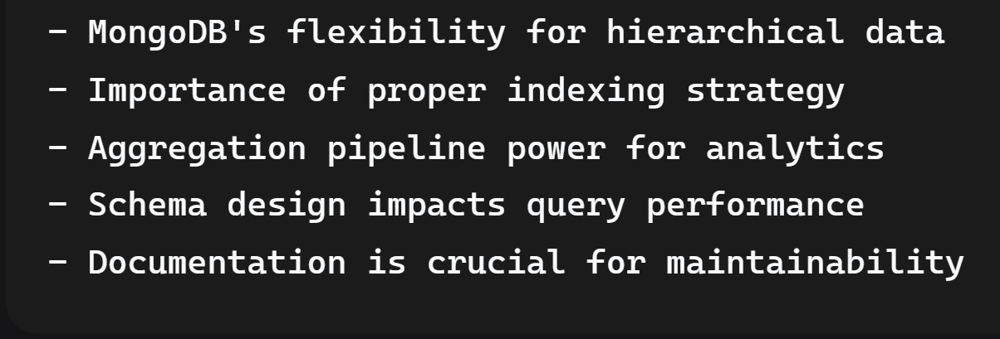 - MongoDB's flexibility for hierarchical data
- Importance of proper indexing strategy
- Aggregation pipeline power for analytics
- Schema design impacts query performance
- Documentation is crucial for maintainability